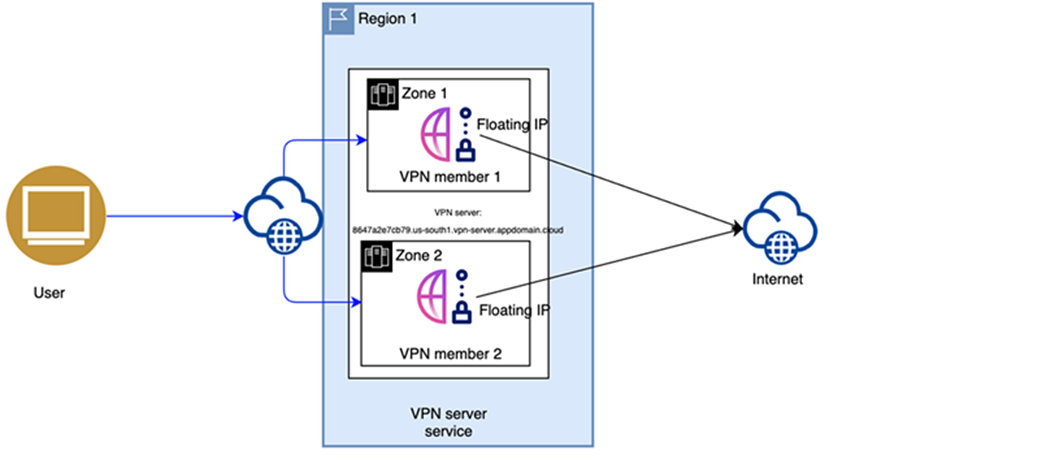 Region 1
Zone 1
Floating IP
VPN member 1
VPN server:
8647a2e7cb79.us-south1.vpn-server.appdomain.cloud
Zone 2
Floating IP
VPN member 2
User
Internet
VPN server
service